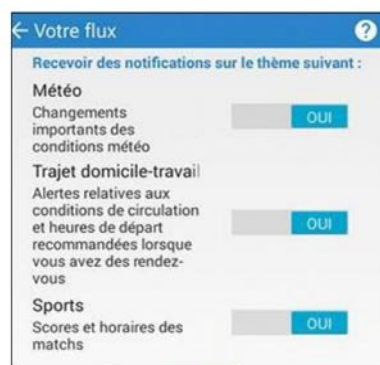 ← Votre flux ?
Recevoir des notifications sur le thème suivant :
Météo
Changements
importants des
conditions météo
OUI
Trajet domicile-travail
Alertes relatives aux
conditions de circulation
et heures de départ
recommandées lorsque
vous avez des rendez-
vous
OUI
Sports
Scores et horaires des
matchs
OUI